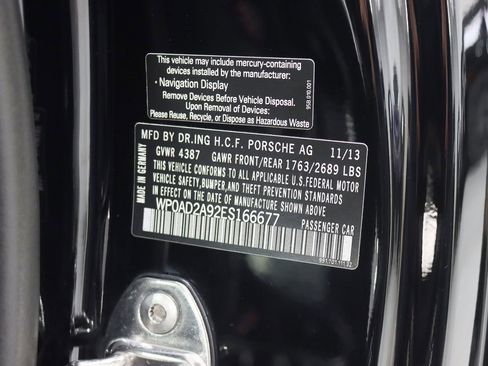 This vehicle may include mercury-containing
devices installed by the manufacturer:
• Navigation Display
Remove Devices Before Vehicle Disposal.
Upon Removal of Devices:
Please Reuse, Recycle, or Dispose as Hazardous Waste
958.010.001
MFD BY DR.ING H.C.F. PORSCHE AG 11/13
GVWR 4387 GAWR FRONT/REAR 1763/2689 LBS
THIS VEHICLE CONFORMS TO ALL APPLICABLE U.S.FEDERAL MOTOR
VEHICLE SAFETY,BUMPER,AND THEFT PREVENTION STANDARDS
IN EFFECT ON THE DATE OF MANUFACTURE SHOWN ABOVE
WP0AD2A92ES166677
PASSENGER CAR
MADE IN GERMANY